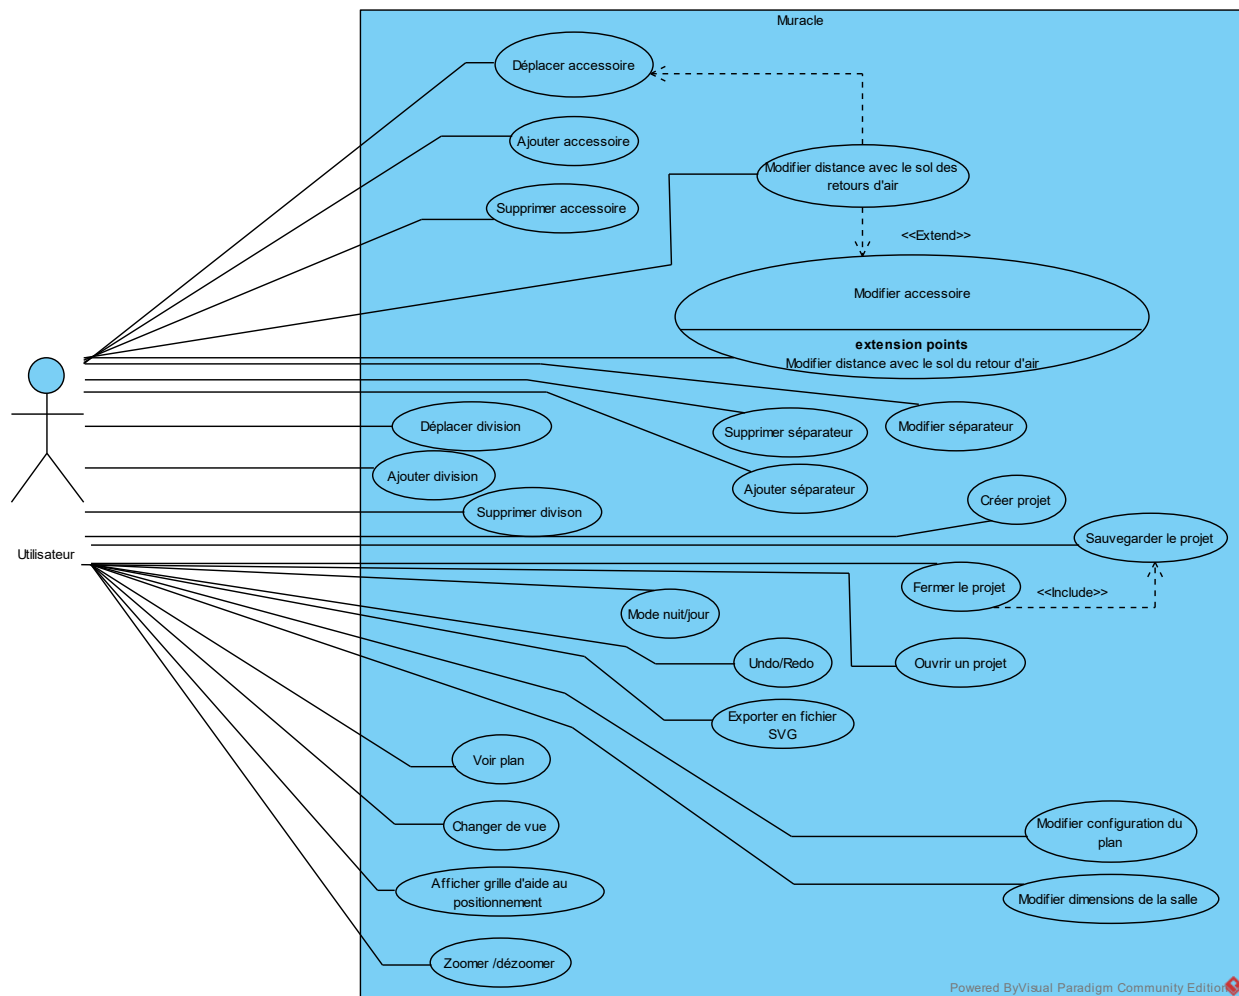 Muracle
Déplacer accessoire
Ajouter accessoire
Modifier distance avec le sol des
retours d'air
Supprimer accessoire
<<Extend>>
Modifier accessoire
extension points
Modifier distance avec le sol du retour d'air
Déplacer division
Supprimer séparateur
Modifier séparateur
Ajouter division
Ajouter séparateur
Supprimer divison
Créer projet
Sauvegarder le projet
Utilisateur
Fermer le projet
<<Include>>
Mode nuit/jour
Undo/Redo
Ouvrir un projet
Exporter en fichier
SVG
Voir plan
Changer de vue
Modifier configuration du
plan
Afficher grille d'aide au
positionnement
Modifier dimensions de la salle
Zoomer /dézoomer
Powered ByVisual Paradigm Community Edition